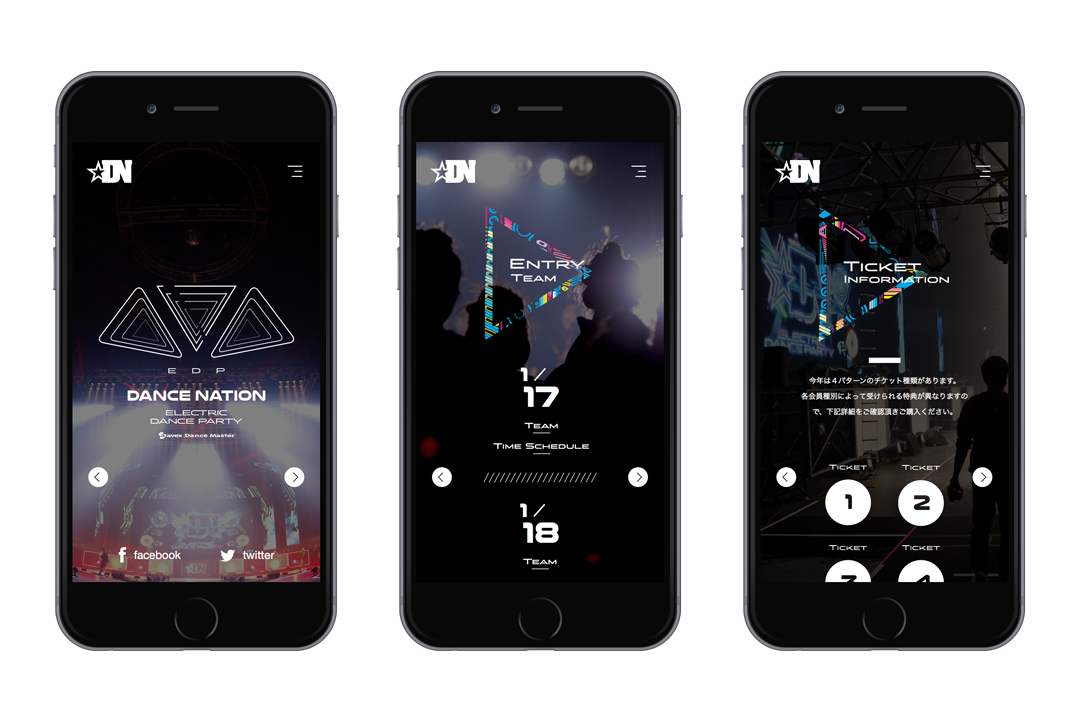 DN
EDP
DANCE NATION
ELECTRIC
DANCE PARTY
avex Dance Master
facebook
twitter
DN
ENTRY
TEAM
1/
17
TEAM
TIME SCHEDULE
1/
18
TEAM
DN
TICKET
INFORMATION
今年は4パターンのチケット種類があります。
各会員種別によって受けられる特典が異なりますの
で、下記詳細をご確認頂きご購入ください。
TICKET TICKET
1 2
TICKET TICKET
3 4